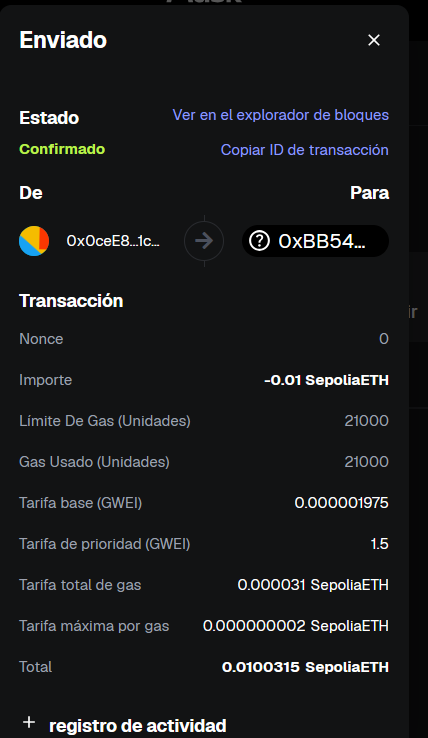 Enviado
Estado
Ver en el explorador de bloques
Confirmado
Copiar ID de transacción
De
Para
0x0ceE8...1c...
0xBB54...
Transacción
Nonce 0
Importe -0.01 SepoliaETH
Límite De Gas (Unidades) 21000
Gas Usado (Unidades) 21000
Tarifa base (GWEI) 0.000001975
Tarifa de prioridad (GWEI) 1.5
Tarifa total de gas 0.000031 SepoliaETH
Tarifa máxima por gas 0.000000002 SepoliaETH
Total 0.0100315 SepoliaETH
+ registro de actividad